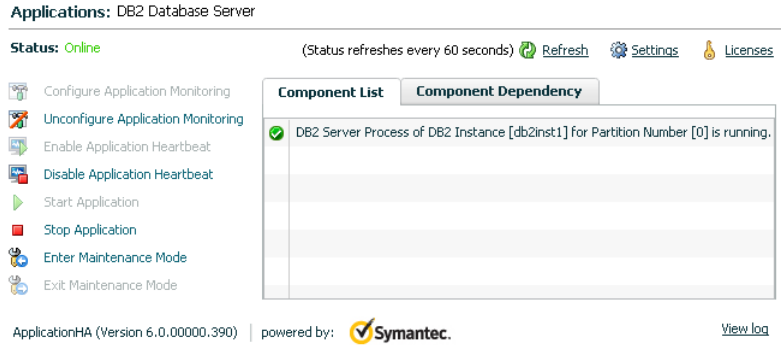 Applications: DB2 Database Server
Status: Online
(Status refreshes every 60 seconds) Refresh Settings Licenses
Configure Application Monitoring
Unconfigure Application Monitoring
Enable Application Heartbeat
Disable Application Heartbeat
Start Application
Stop Application
Enter Maintenance Mode
Exit Maintenance Mode
Component List Component Dependency
DB2 Server Process of DB2 Instance [db2inst1] for Partition Number [0] is running.
ApplicationHA (Version 6.0.00000.390) powered by: Symantec. View log